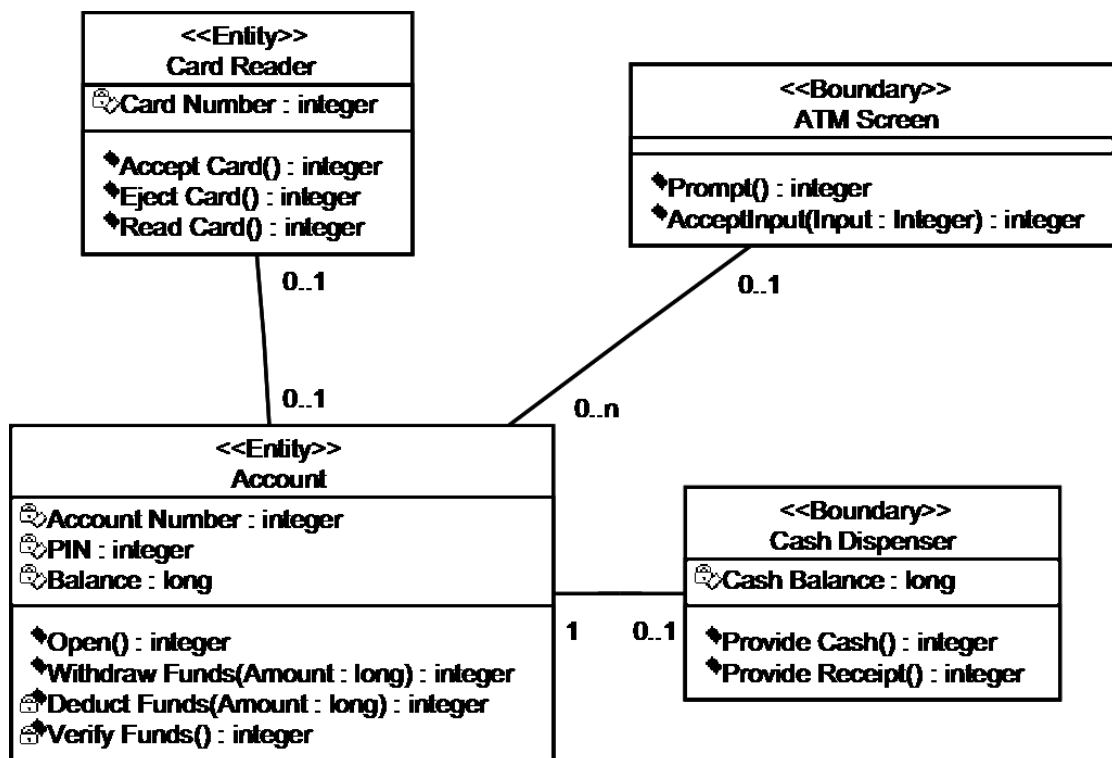 <<Entity>>
Card Reader
Card Number : integer
Accept Card() : integer
Eject Card() : integer
Read Card() : integer
<<Boundary>>
ATM Screen
Prompt() : integer
AcceptInput(Input : Integer) : integer
0..1
0..1
0..1
0..n
<<Entity>>
Account
Account Number : integer
PIN : integer
Balance : long
Open() : integer
Withdraw Funds(Amount : long) : integer
Deduct Funds(Amount : long) : integer
Verify Funds() : integer
1
0..1
<<Boundary>>
Cash Dispenser
Cash Balance : long
Provide Cash() : integer
Provide Receipt() : integer